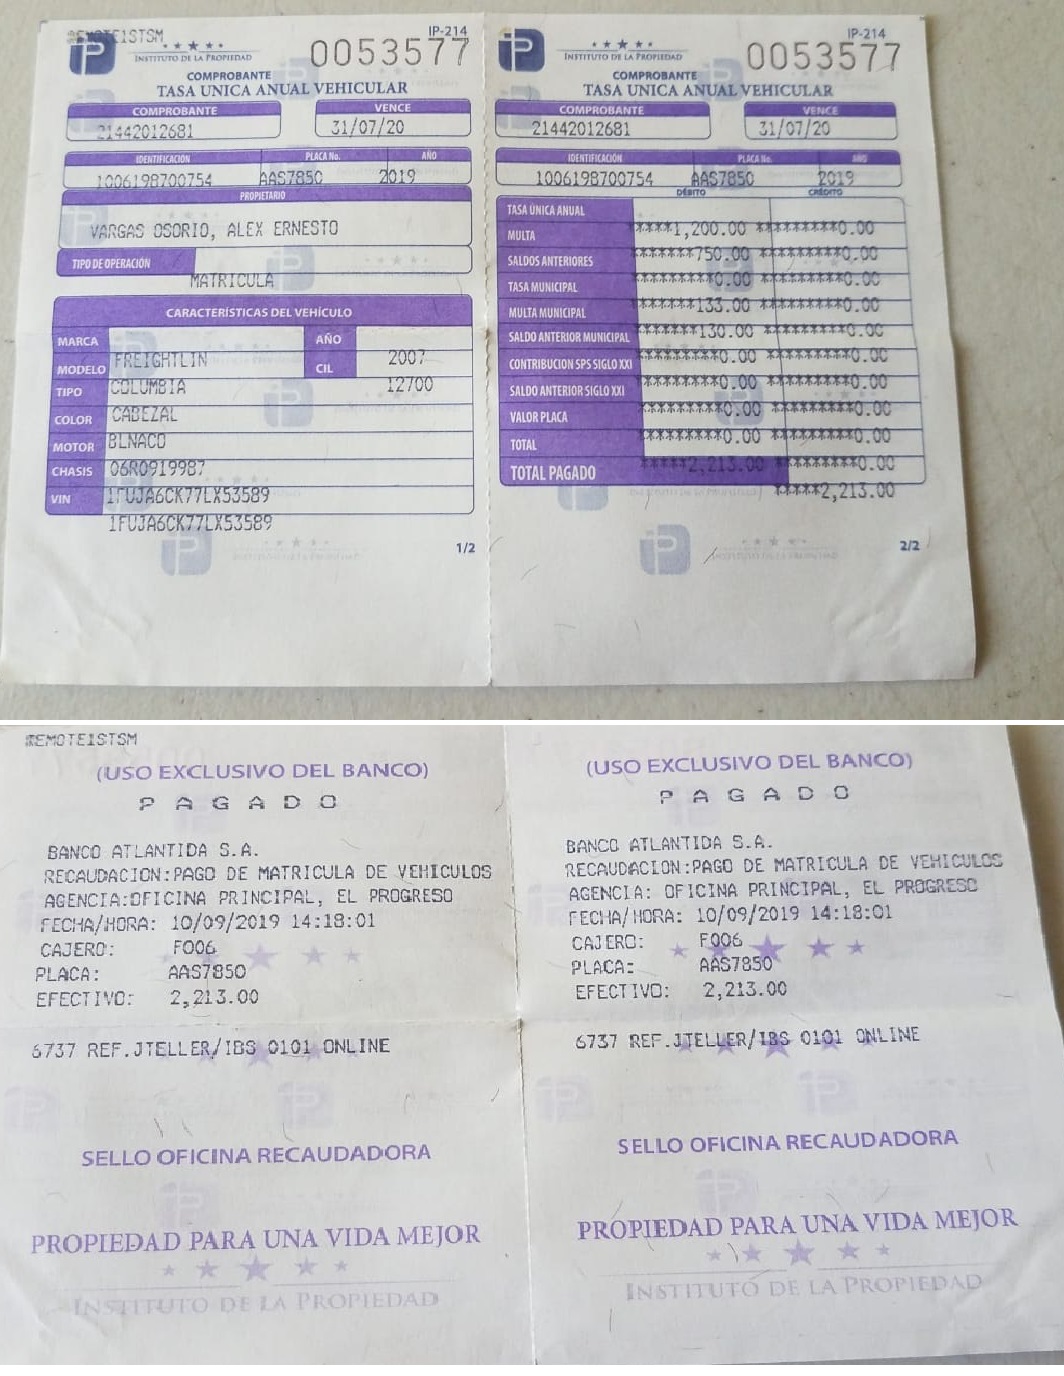 REMOTE1STSM
iP
INSTITUTO DE LA PROPIEDAD
IP-214
0053577
COMPROBANTE
TASA UNICA ANUAL VEHICULAR
COMPROBANTE
VENCE
21442012681
31/07/20
IDENTIFICACIÓN
PLACA No.
AÑO
1006198700754
AAS7850
2019
PROPIETARIO
VARGAS OSORIO, ALEX ERNESTO
TIPO DE OPERACIÓN
MATRICULA
CARACTERÍSTICAS DEL VEHÍCULO
MARCA
AÑO
FREIGHTLIN
2007
MODELO
CIL
COLUMBIA
12700
TIPO
CABEZAL
COLOR
BLNACO
MOTOR
06R0919987
CHASIS
1FUJA6CK77LX53589
VIN
1FUJA6CK77LX53589
1/2
iP
INSTITUTO DE LA PROPIEDAD
IP-214
0053577
COMPROBANTE
TASA UNICA ANUAL VEHICULAR
COMPROBANTE
VENCE
21442012681
31/07/20
IDENTIFICACIÓN
PLACA No.
AÑO
1006198700754
AAS7850
2019
DÉBITO
CRÉDITO
TASA ÚNICA ANUAL
*****1,200.00 *********0.00
MULTA
*******750.00 *********0.00
SALDOS ANTERIORES
*********0.00 *********0.00
TASA MUNICIPAL
*******133.00 *********0.00
MULTA MUNICIPAL
*******130.00 *********0.00
SALDO ANTERIOR MUNICIPAL
*********0.00 *********0.00
CONTRIBUCION SPS SIGLO XXI
*********0.00 *********0.00
SALDO ANTERIOR SIGLO XXI
*********0.00 *********0.00
VALOR PLACA
*********0.00 *********0.00
TOTAL
*****2,213.00 *********0.00
TOTAL PAGADO
*****2,213.00
2/2
REMOTE1STSM
(USO EXCLUSIVO DEL BANCO)
P A G A D O
BANCO ATLANTIDA S.A.
RECAUDACION:PAGO DE MATRICULA DE VEHICULOS
AGENCIA:OFICINA PRINCIPAL, EL PROGRESO
FECHA/HORA: 10/09/2019 14:18:01
CAJERO: F006
PLACA: AAS7850
EFECTIVO: 2,213.00
6737 REF.JTELLER/IBS 0101 ONLINE
SELLO OFICINA RECAUDADORA
PROPIEDAD PARA UNA VIDA MEJOR
INSTITUTO DE LA PROPIEDAD
(USO EXCLUSIVO DEL BANCO)
P A G A D O
BANCO ATLANTIDA S.A.
RECAUDACION:PAGO DE MATRICULA DE VEHICULOS
AGENCIA: OFICINA PRINCIPAL, EL PROGRESO
FECHA/HORA: 10/09/2019 14:18:01
CAJERO: F006
PLACA: AAS7850
EFECTIVO: 2,213.00
6737 REF.JTELLER/IBS 0101 ONLINE
SELLO OFICINA RECAUDADORA
PROPIEDAD PARA UNA VIDA MEJOR
INSTITUTO DE LA PROPIEDAD